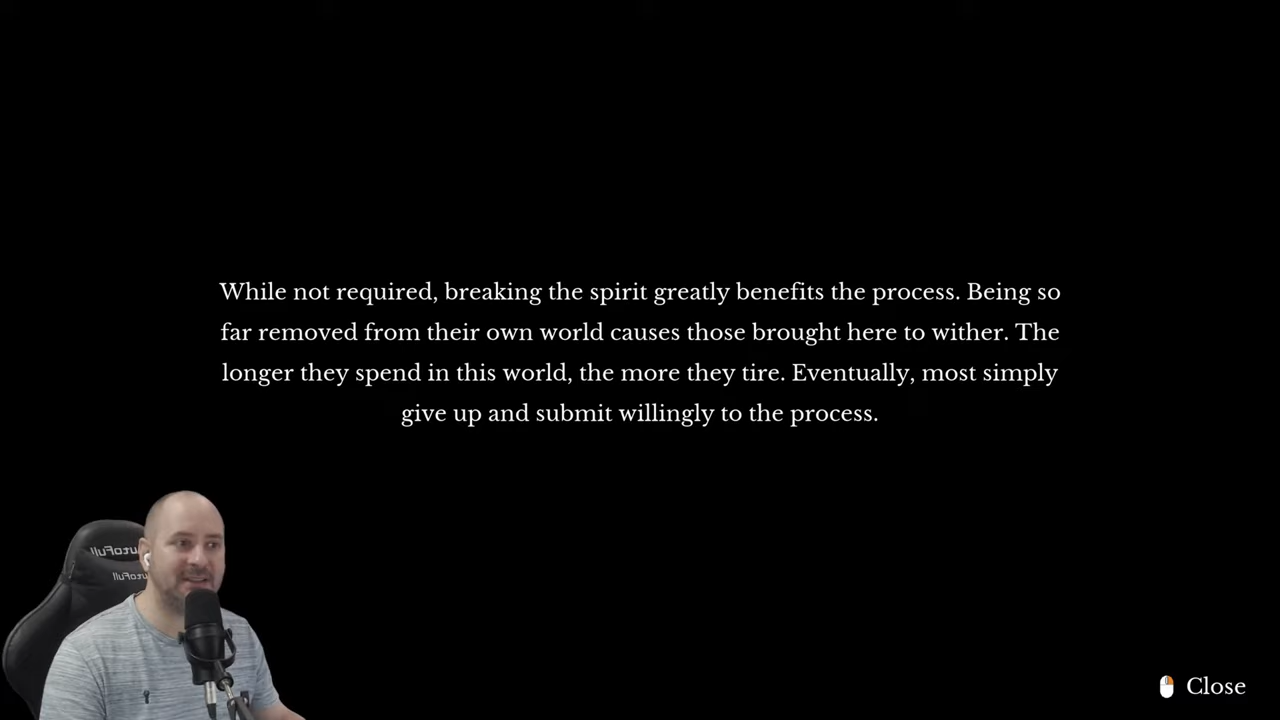 While not required, breaking the spirit greatly benefits the process. Being so
far removed from their own world causes those brought here to wither. The
longer they spend in this world, the more they tire. Eventually, most simply
give up and submit willingly to the process.
AutoFull
AutoFull
Close